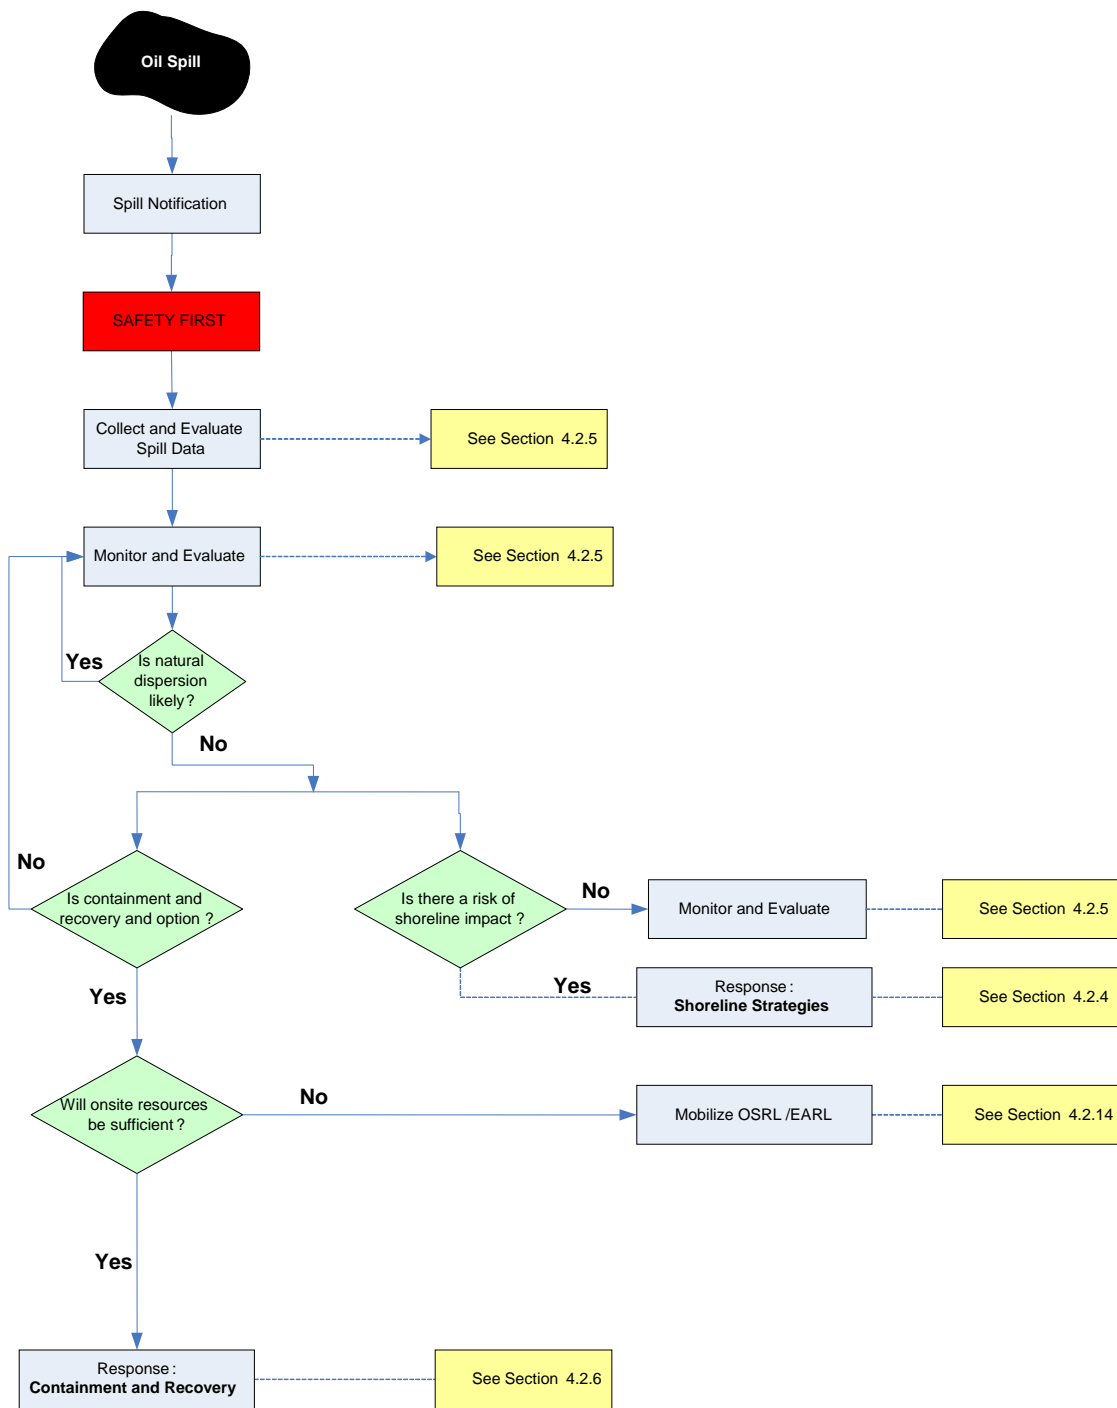 Oil Spill
Spill Notification
SAFETY FIRST
Collect and Evaluate
Spill Data
See Section 4.2.5
Monitor and Evaluate
See Section 4.2.5
Yes
Is natural
dispersion
likely ?
No
No
Is containment and
recovery and option ?
Is there a risk of
shoreline impact ?
No
Monitor and Evaluate
See Section 4.2.5
Yes
Yes
Response :
Shoreline Strategies
See Section 4.2.4
Will onsite resources
be sufficient ?
No
Mobilize OSRL /EARL
See Section 4.2.14
Yes
Response :
Containment and Recovery
See Section 4.2.6